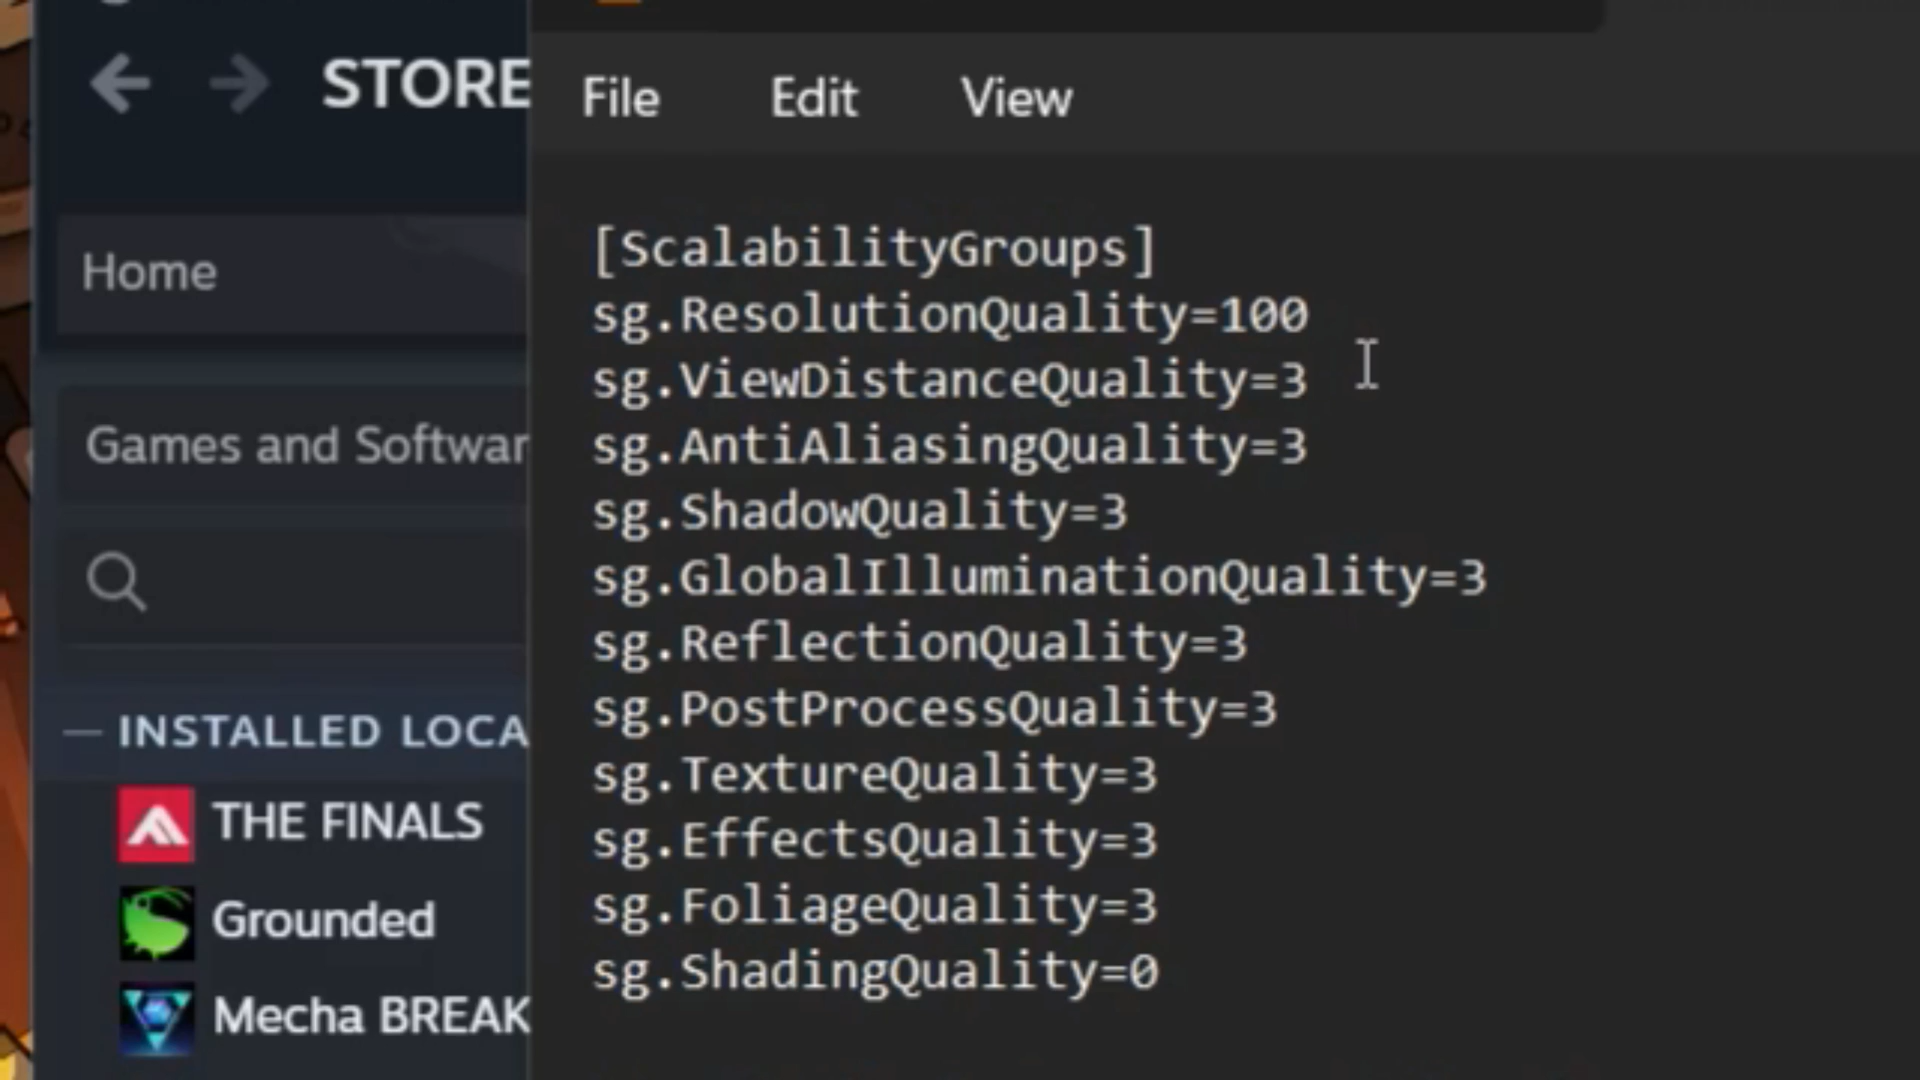 STORE
Home
Games and Softwar
INSTALLED LOCA
THE FINALS
Grounded
Mecha BREAK
File Edit View
[ScalabilityGroups]
sg.ResolutionQuality=100
sg.ViewDistanceQuality=3
sg.AntiAliasingQuality=3
sg.ShadowQuality=3
sg.GlobalIlluminationQuality=3
sg.ReflectionQuality=3
sg.PostProcessQuality=3
sg.TextureQuality=3
sg.EffectsQuality=3
sg.FoliageQuality=3
sg.ShadingQuality=0